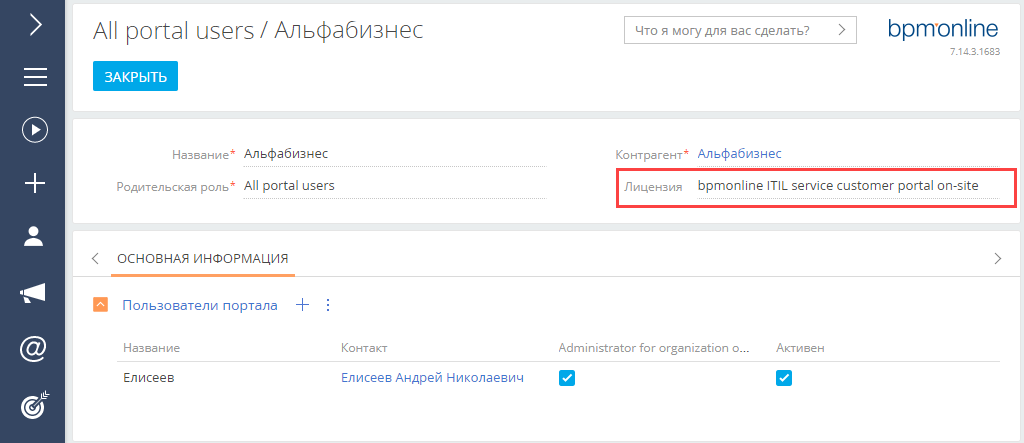 All portal users / Альфабизнес
Что я могу для вас сделать?
bpmonline
7.14.3.1683
ЗАКРЫТЬ
Название* Альфабизнес
Контрагент* Альфабизнес
Родительская роль* All portal users
Лицензия bpmonline ITIL service customer portal on-site
ОСНОВНАЯ ИНФОРМАЦИЯ
Пользователи портала
Название Контакт Administrator for organization o... Активен
Елисеев Елисеев Андрей Николаевич